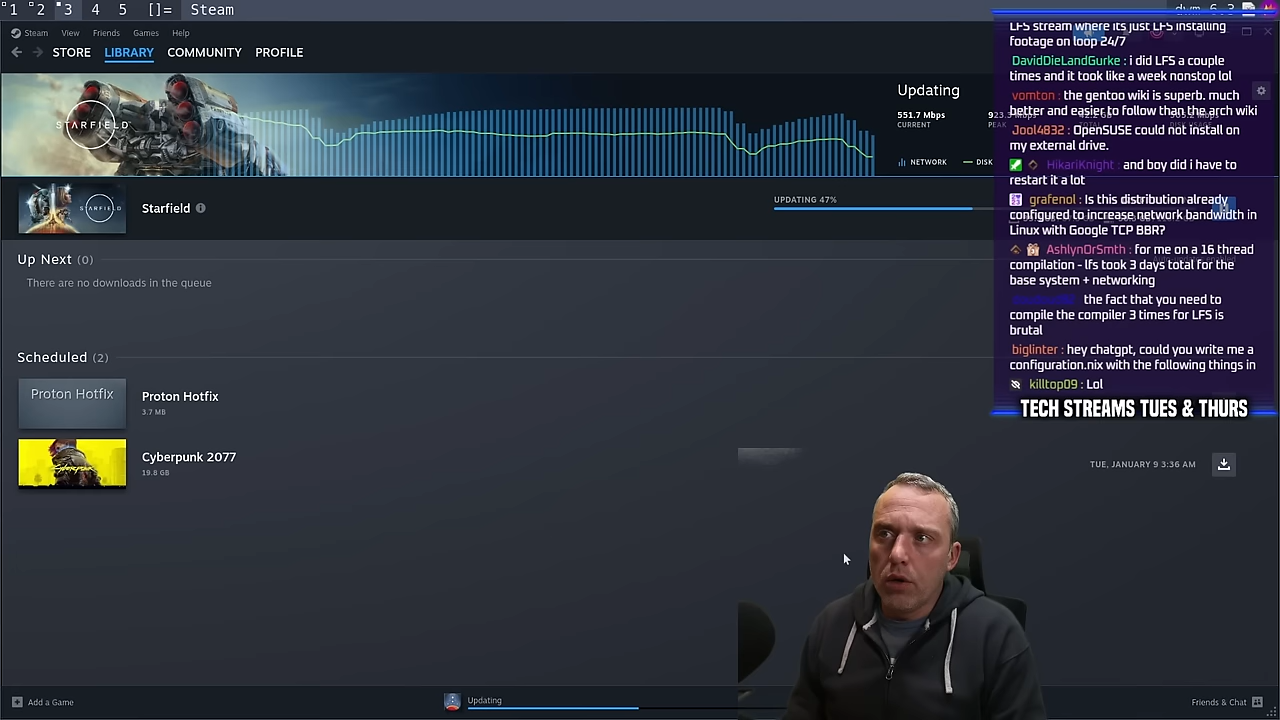 1 2 3 4 5 []= Steam
Steam View Friends Games Help
STORE LIBRARY COMMUNITY PROFILE
STARFIELD
Updating
551.7 Mbps
CURRENT
PEAK
NETWORK DISK
STARFIELD
Starfield
UPDATING 47%
Up Next (0)
There are no downloads in the queue
Scheduled (2)
Proton Hotfix
Proton Hotfix
3.7 MB
Cyberpunk
Cyberpunk 2077
19.8 GB
TUE, JANUARY 9 3:36 AM
Add a Game
Updating
Friends & Chat
LFS stream where its just LFS installing
footage on loop 24/7
DavidDieLandGurke : i did LFS a couple
times and it took like a week nonstop lol
vomton : the gentoo wiki is superb. much
better and easier to follow than the arch wiki
Jool4832 : OpenSUSE could not install on
my external drive.
HikariKnight : and boy did i have to
restart it a lot
grafenol : Is this distribution already
configured to increase network bandwidth in
Linux with Google TCP BBR?
AshlynOrSmth : for me on a 16 thread
compilation - lfs took 3 days total for the
base system + networking
the fact that you need to
compile the compiler 3 times for LFS is
brutal
biglinter : hey chatgpt, could you write me a
configuration.nix with the following things in
killtop09 : Lol
TECH STREAMS TUES & THURS